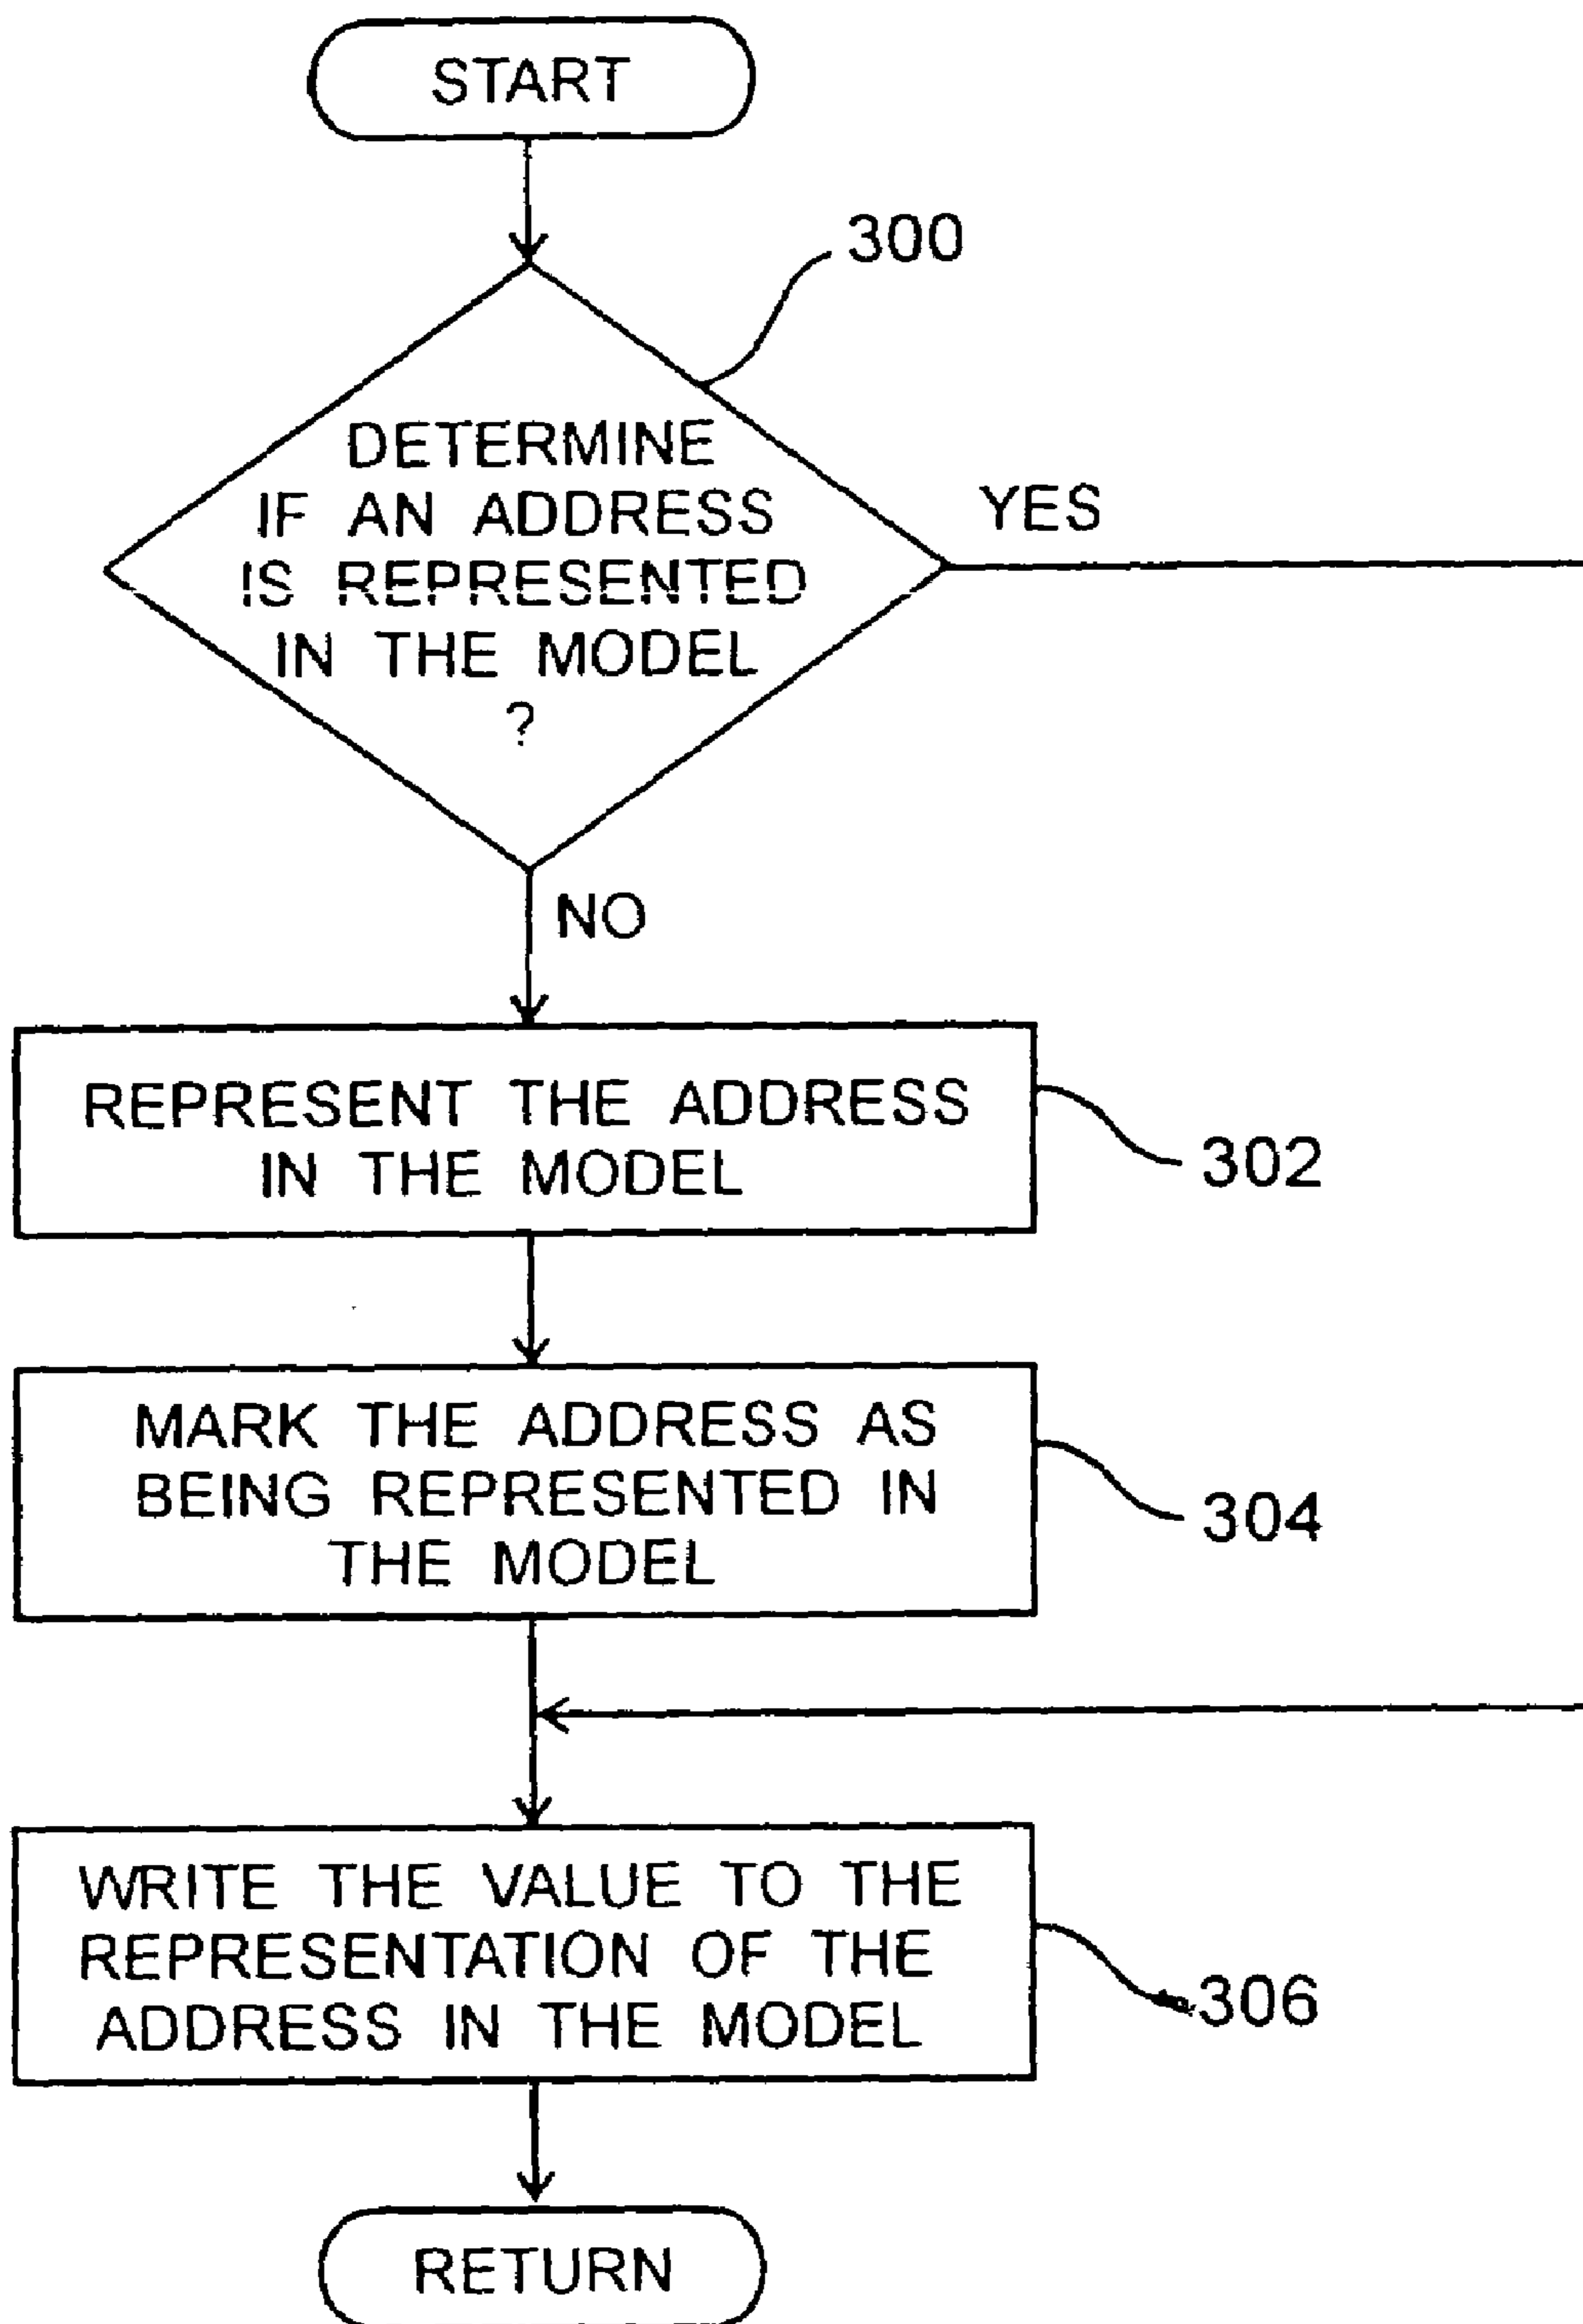 START
300
DETERMINE
IF AN ADDRESS
IS REPRESENTED
IN THE MODEL
?
YES
NO
REPRESENT THE ADDRESS
IN THE MODEL
302
MARK THE ADDRESS AS
BEING REPRESENTED IN
THE MODEL
304
WRITE THE VALUE TO THE
REPRESENTATION OF THE
ADDRESS IN THE MODEL
306
RETURN